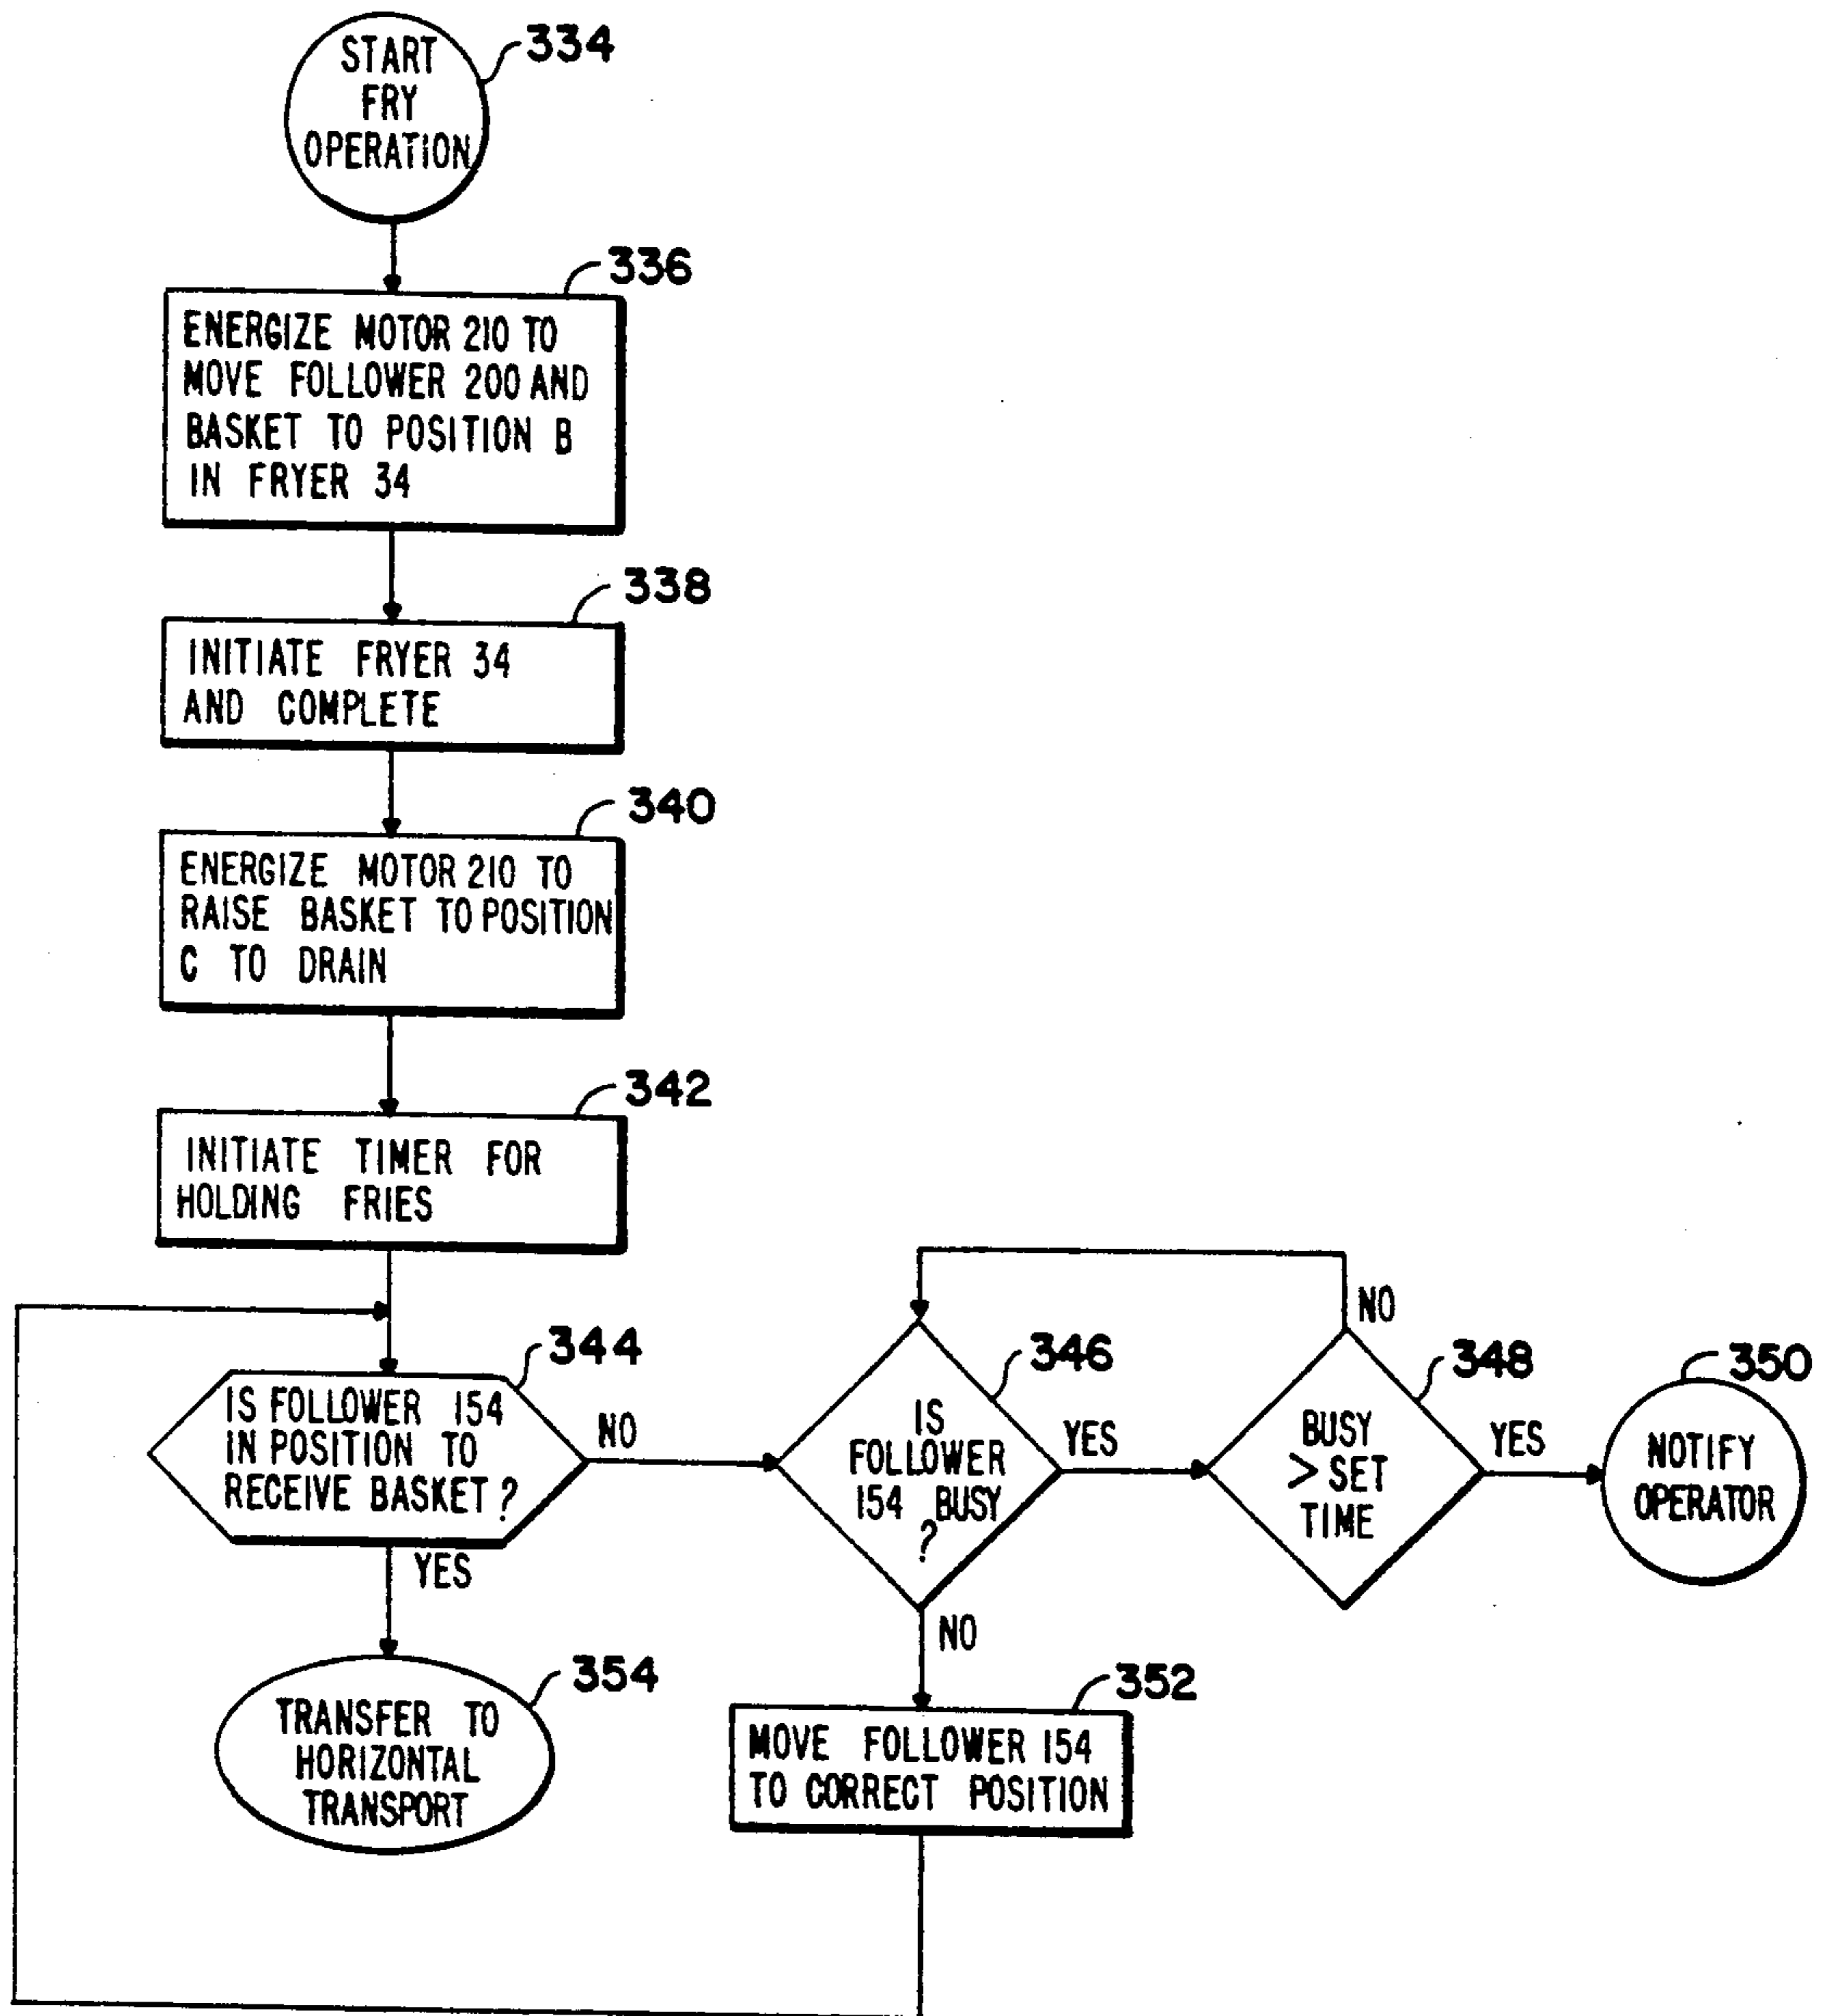 START
FRY
OPERATION
334
336
ENERGIZE MOTOR 210 TO
MOVE FOLLOWER 200 AND
BASKET TO POSITION B
IN FRYER 34
338
INITIATE FRYER 34
AND COMPLETE
340
ENERGIZE MOTOR 210 TO
RAISE BASKET TO POSITION
C TO DRAIN
342
INITIATE TIMER FOR
HOLDING FRIES
344
IS FOLLOWER 154
IN POSITION TO
RECEIVE BASKET?
NO
YES
346
IS
FOLLOWER
154 BUSY
?
YES
NO
348
BUSY
> SET
TIME
NO
YES
350
NOTIFY
OPERATOR
352
MOVE FOLLOWER 154
TO CORRECT POSITION
354
TRANSFER TO
HORIZONTAL
TRANSPORT